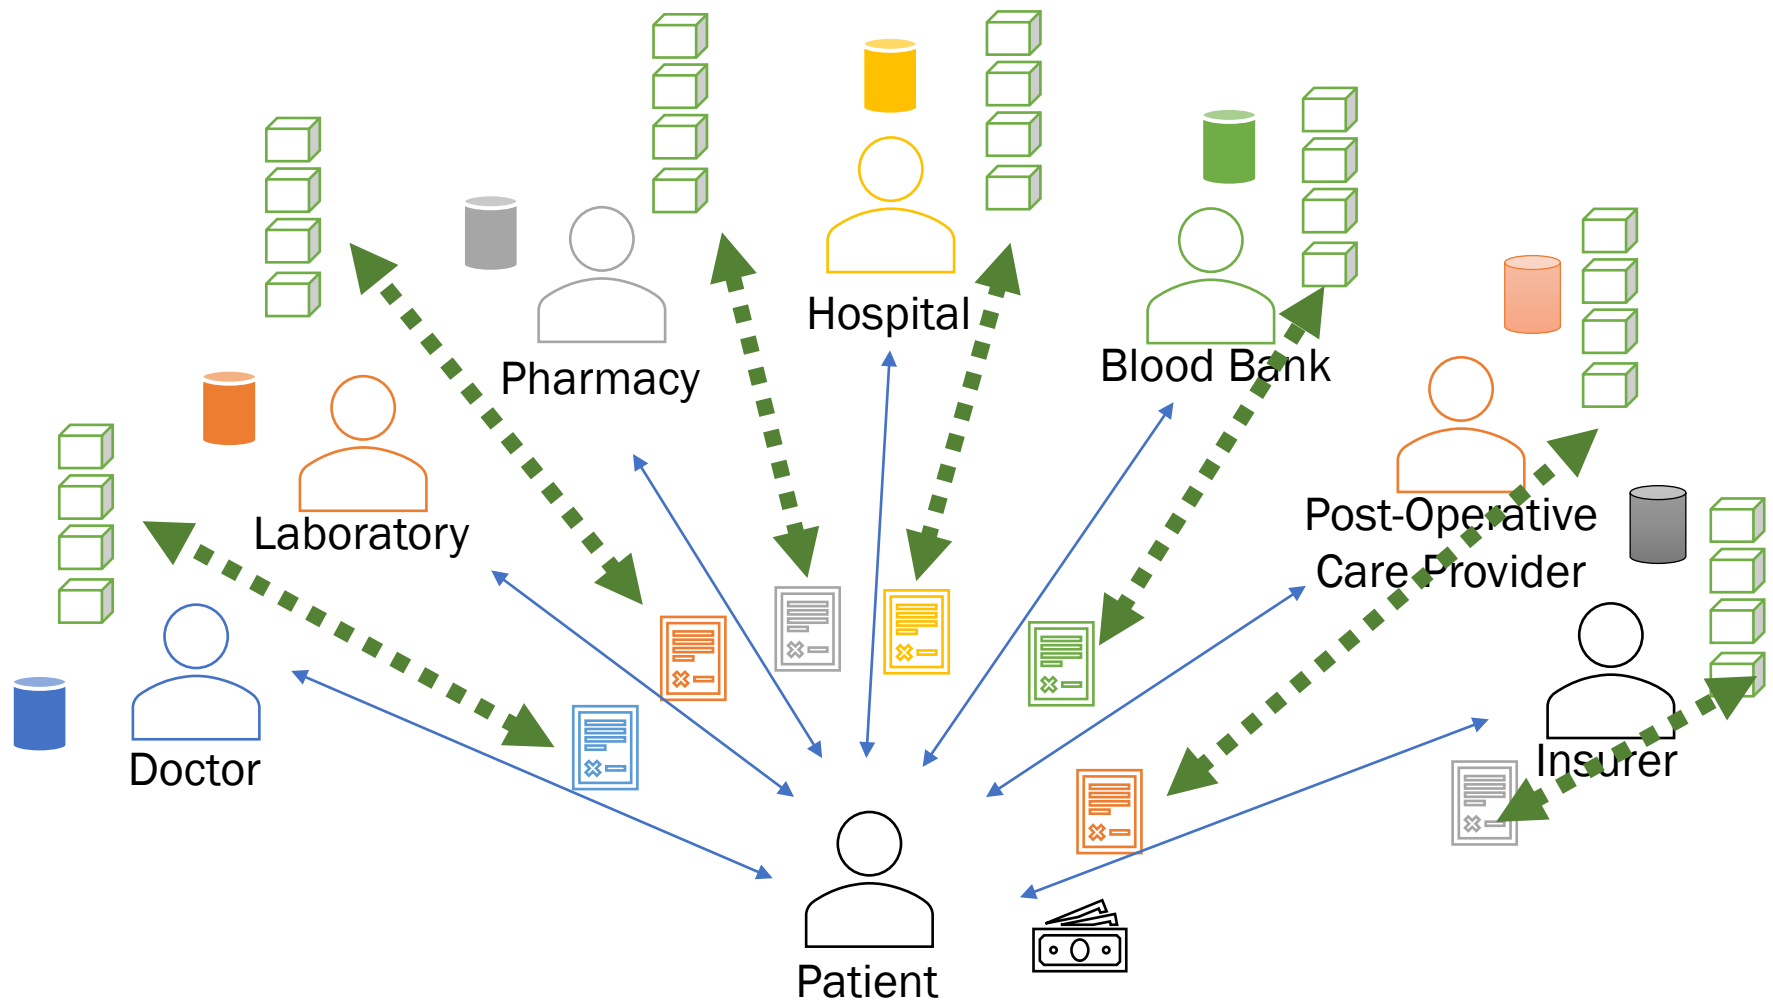 Hospital
Pharmacy
Blood Bank
Laboratory
Post-Operative
Care Provider
Doctor
Insurer
Patient